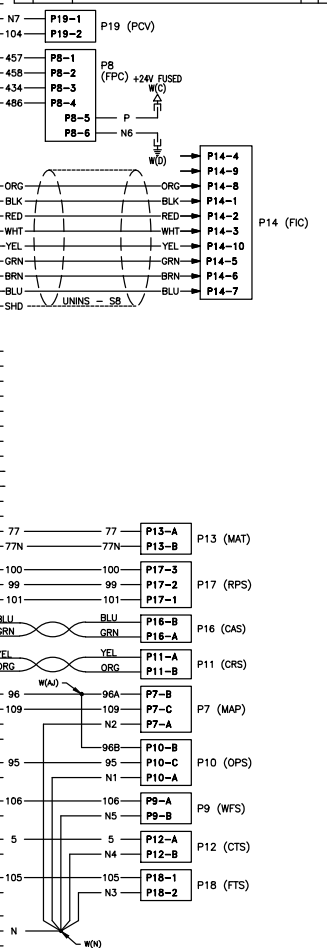 N7 P19-1 P19 (PCV)
104 P19-2
457 P8-1 P8
458 P8-2 (FPC) +24V FUSED
434 P8-3 W(C)
486 P8-4
P8-5 P
P8-6 N6
W(D)
P14-4
P14-9
ORG ORG P14-8
BLK BLK P14-1
RED RED P14-2 P14 (FIC)
WHT WHT P14-3
YEL YEL P14-10
GRN GRN P14-5
BRN BRN P14-6
BLU BLU P14-7
SHD UNINS - S8
77 77 P13-A P13 (MAT)
77N 77N P13-B
100 100 P17-3
99 99 P17-2 P17 (RPS)
101 101 P17-1
BLU BLU P16-B P16 (CAS)
GRN GRN P16-A
YEL YEL P11-A P11 (CRS)
ORG ORG P11-B
W(AJ)
96 96A P7-B
109 109 P7-C P7 (MAP)
N2 P7-A
96B P10-B
95 95 P10-C P10 (OPS)
N1 P10-A
106 106 P9-A P9 (WFS)
N5 P9-B
5 5 P12-A P12 (CTS)
N4 P12-B
105 105 P18-1 P18 (FTS)
N3 P18-2
N
W(N)